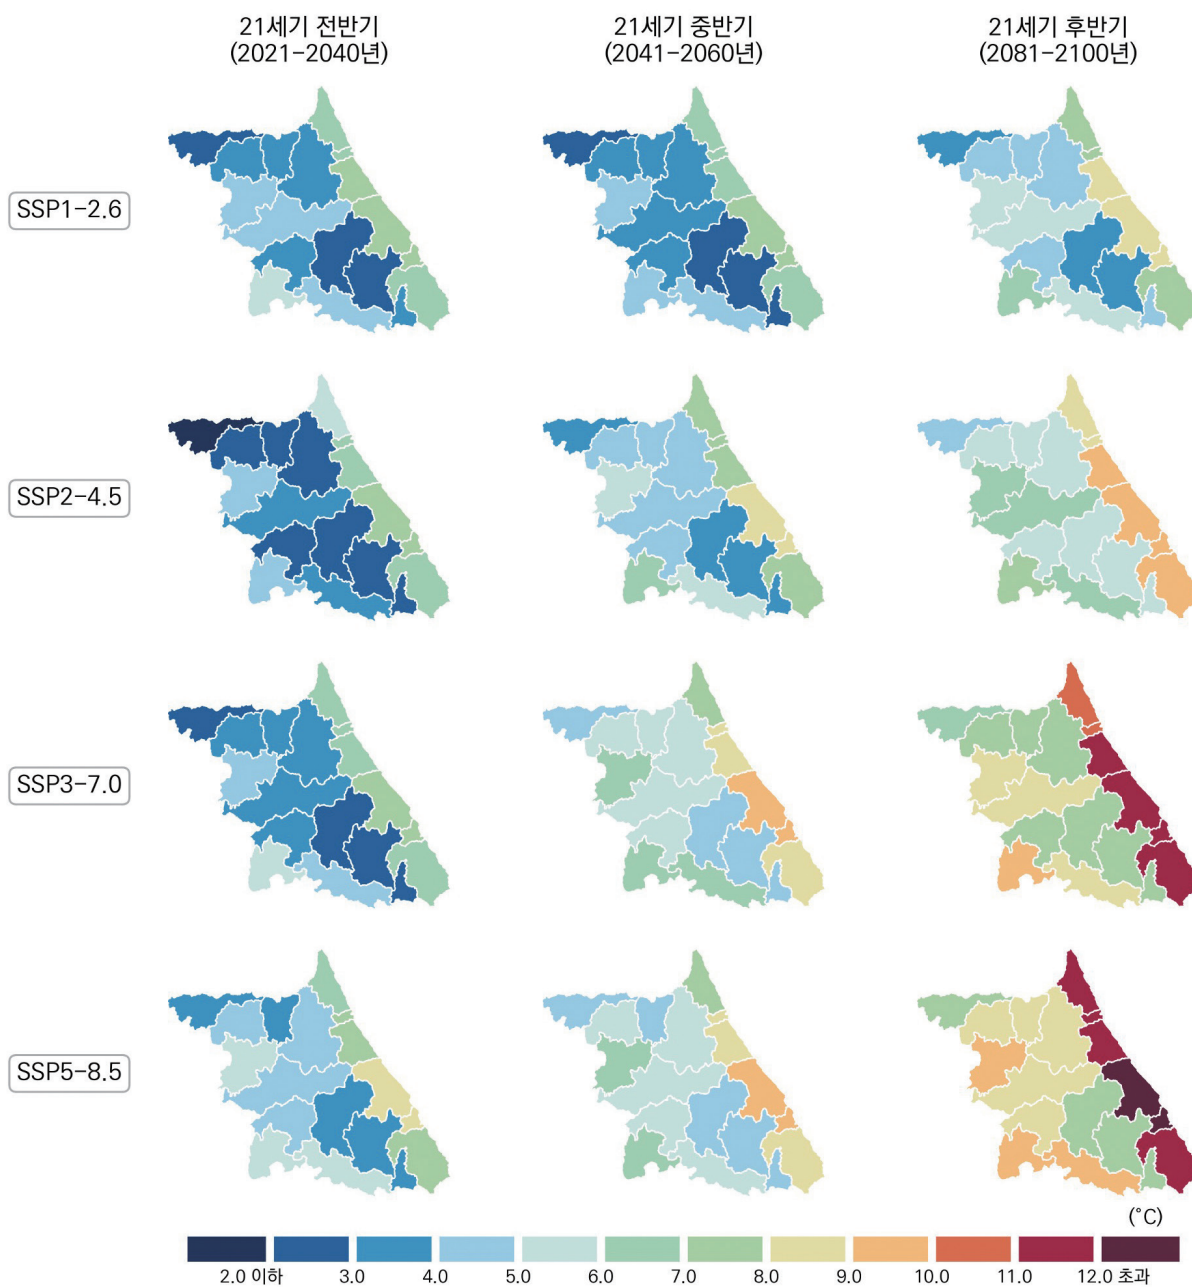 21세기 전반기
(2021-2040년)
21세기 중반기
(2041-2060년)
21세기 후반기
(2081-2100년)
SSP1-2.6
SSP2-4.5
SSP3-7.0
SSP5-8.5
(°C)
2.0 이하 3.0 4.0 5.0 6.0 7.0 8.0 9.0 10.0 11.0 12.0 초과